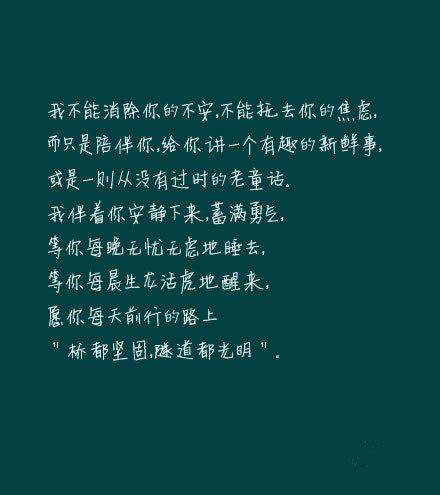 我不能消除你的不安,不能抚去你的焦虑,
而只是陪伴你,给你讲一个有趣的新鲜事,
或是一则从没有过时的老童话。
我伴着你安静下来,蓄满勇气,
等你每晚无忧无虑地睡去,
等你每晨生龙活虎地醒来,
愿你每天前行的路上
"桥都坚固,隧道都光明"。